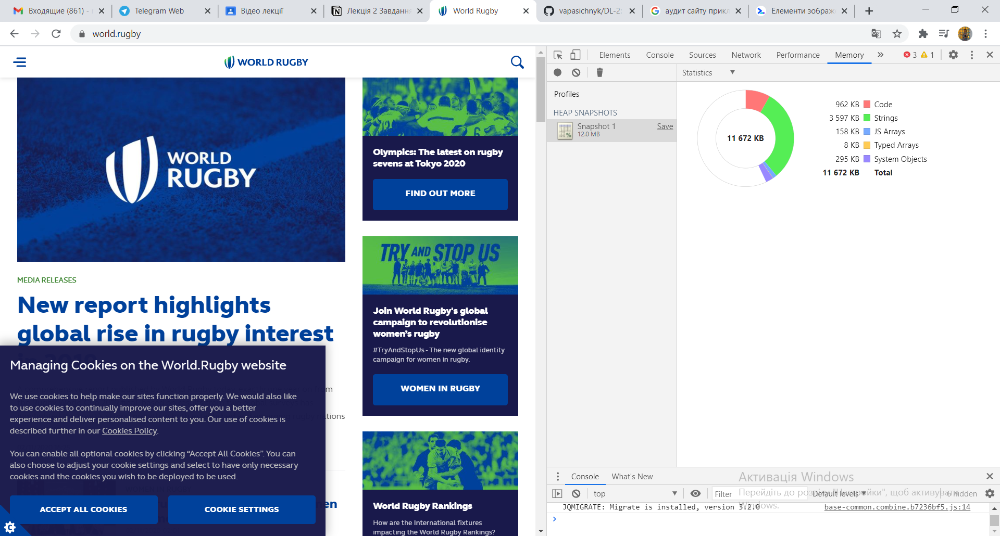 Входящие (861) -
Telegram Web
Відео лекції
Лекція 2 Завдання
World Rugby
vapasichnyk/DL-2
аудит сайту прикл
Елементи зображ
world.rugby
WORLD RUGBY
WORLD
RUGBY
MEDIA RELEASES
New report highlights
global rise in rugby interest
Managing Cookies on the World.Rugby website
We use cookies to help make our sites function properly. We would also like
to use cookies to continually improve our sites, offer you a better
experience and deliver personalised content to you. Our use of cookies is
described further in our Cookies Policy.
You can enable all optional cookies by clicking “Accept All Cookies”. You can
also choose to adjust your cookie settings and select to have only necessary
cookies and the cookies you wish to be deployed to be used.
ACCEPT ALL COOKIES
COOKIE SETTINGS
Olympics: The latest on rugby
sevens at Tokyo 2020
FIND OUT MORE
TRY AND STOP US
Join World Rugby's global
campaign to revolutionise
women’s rugby
#TryAndStopUs - The new global identity
campaign for women in rugby.
WOMEN IN RUGBY
World Rugby Rankings
How are the International fixtures
impacting the World Rugby Rankings?
Elements Console Sources Network Performance Memory » 3 1
Statistics
Profiles
HEAP SNAPSHOTS
Snapshot 1 Save
12.0 MB
11 672 KB
962 KB Code
3 597 KB Strings
158 KB JS Arrays
8 KB Typed Arrays
295 KB System Objects
11 672 KB Total
Console What's New
top Filter Default levels 6 hidden
JQMIGRATE: Migrate is installed, version 3.2.0 base-common.combine.b7236bf5.js:14
Активація Windows
Перейдіть до розділу "Настройки", щоб активувати
Windows.